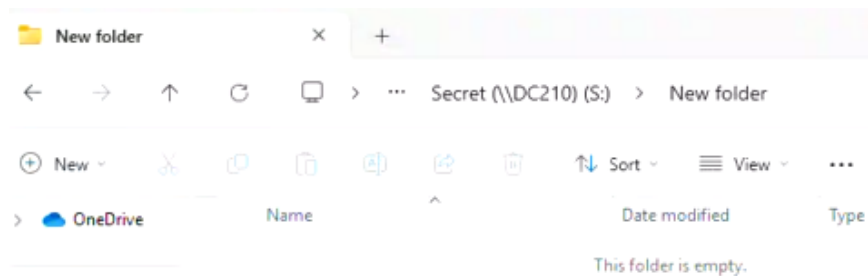 New folder
Secret (\\DC210) (S:) > New folder
New Sort View
OneDrive Name Date modified Type
This folder is empty.